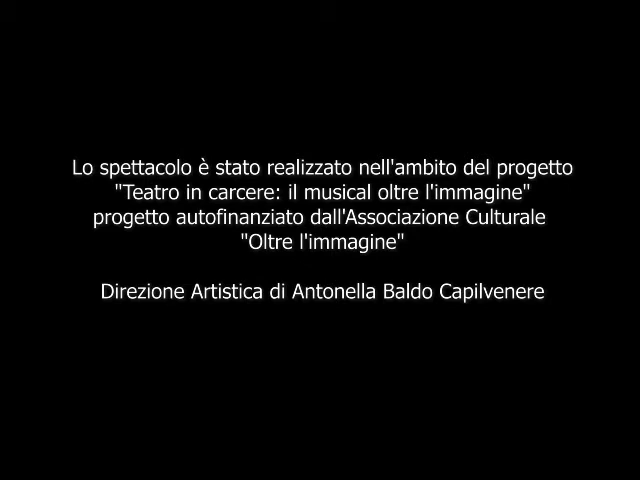 Lo spettacolo è stato realizzato nell'ambito del progetto
"Teatro in carcere: il musical oltre l'immagine"
progetto autofinanziato dall'Associazione Culturale
"Oltre l'immagine"
Direzione Artistica di Antonella Baldo Capilvenere